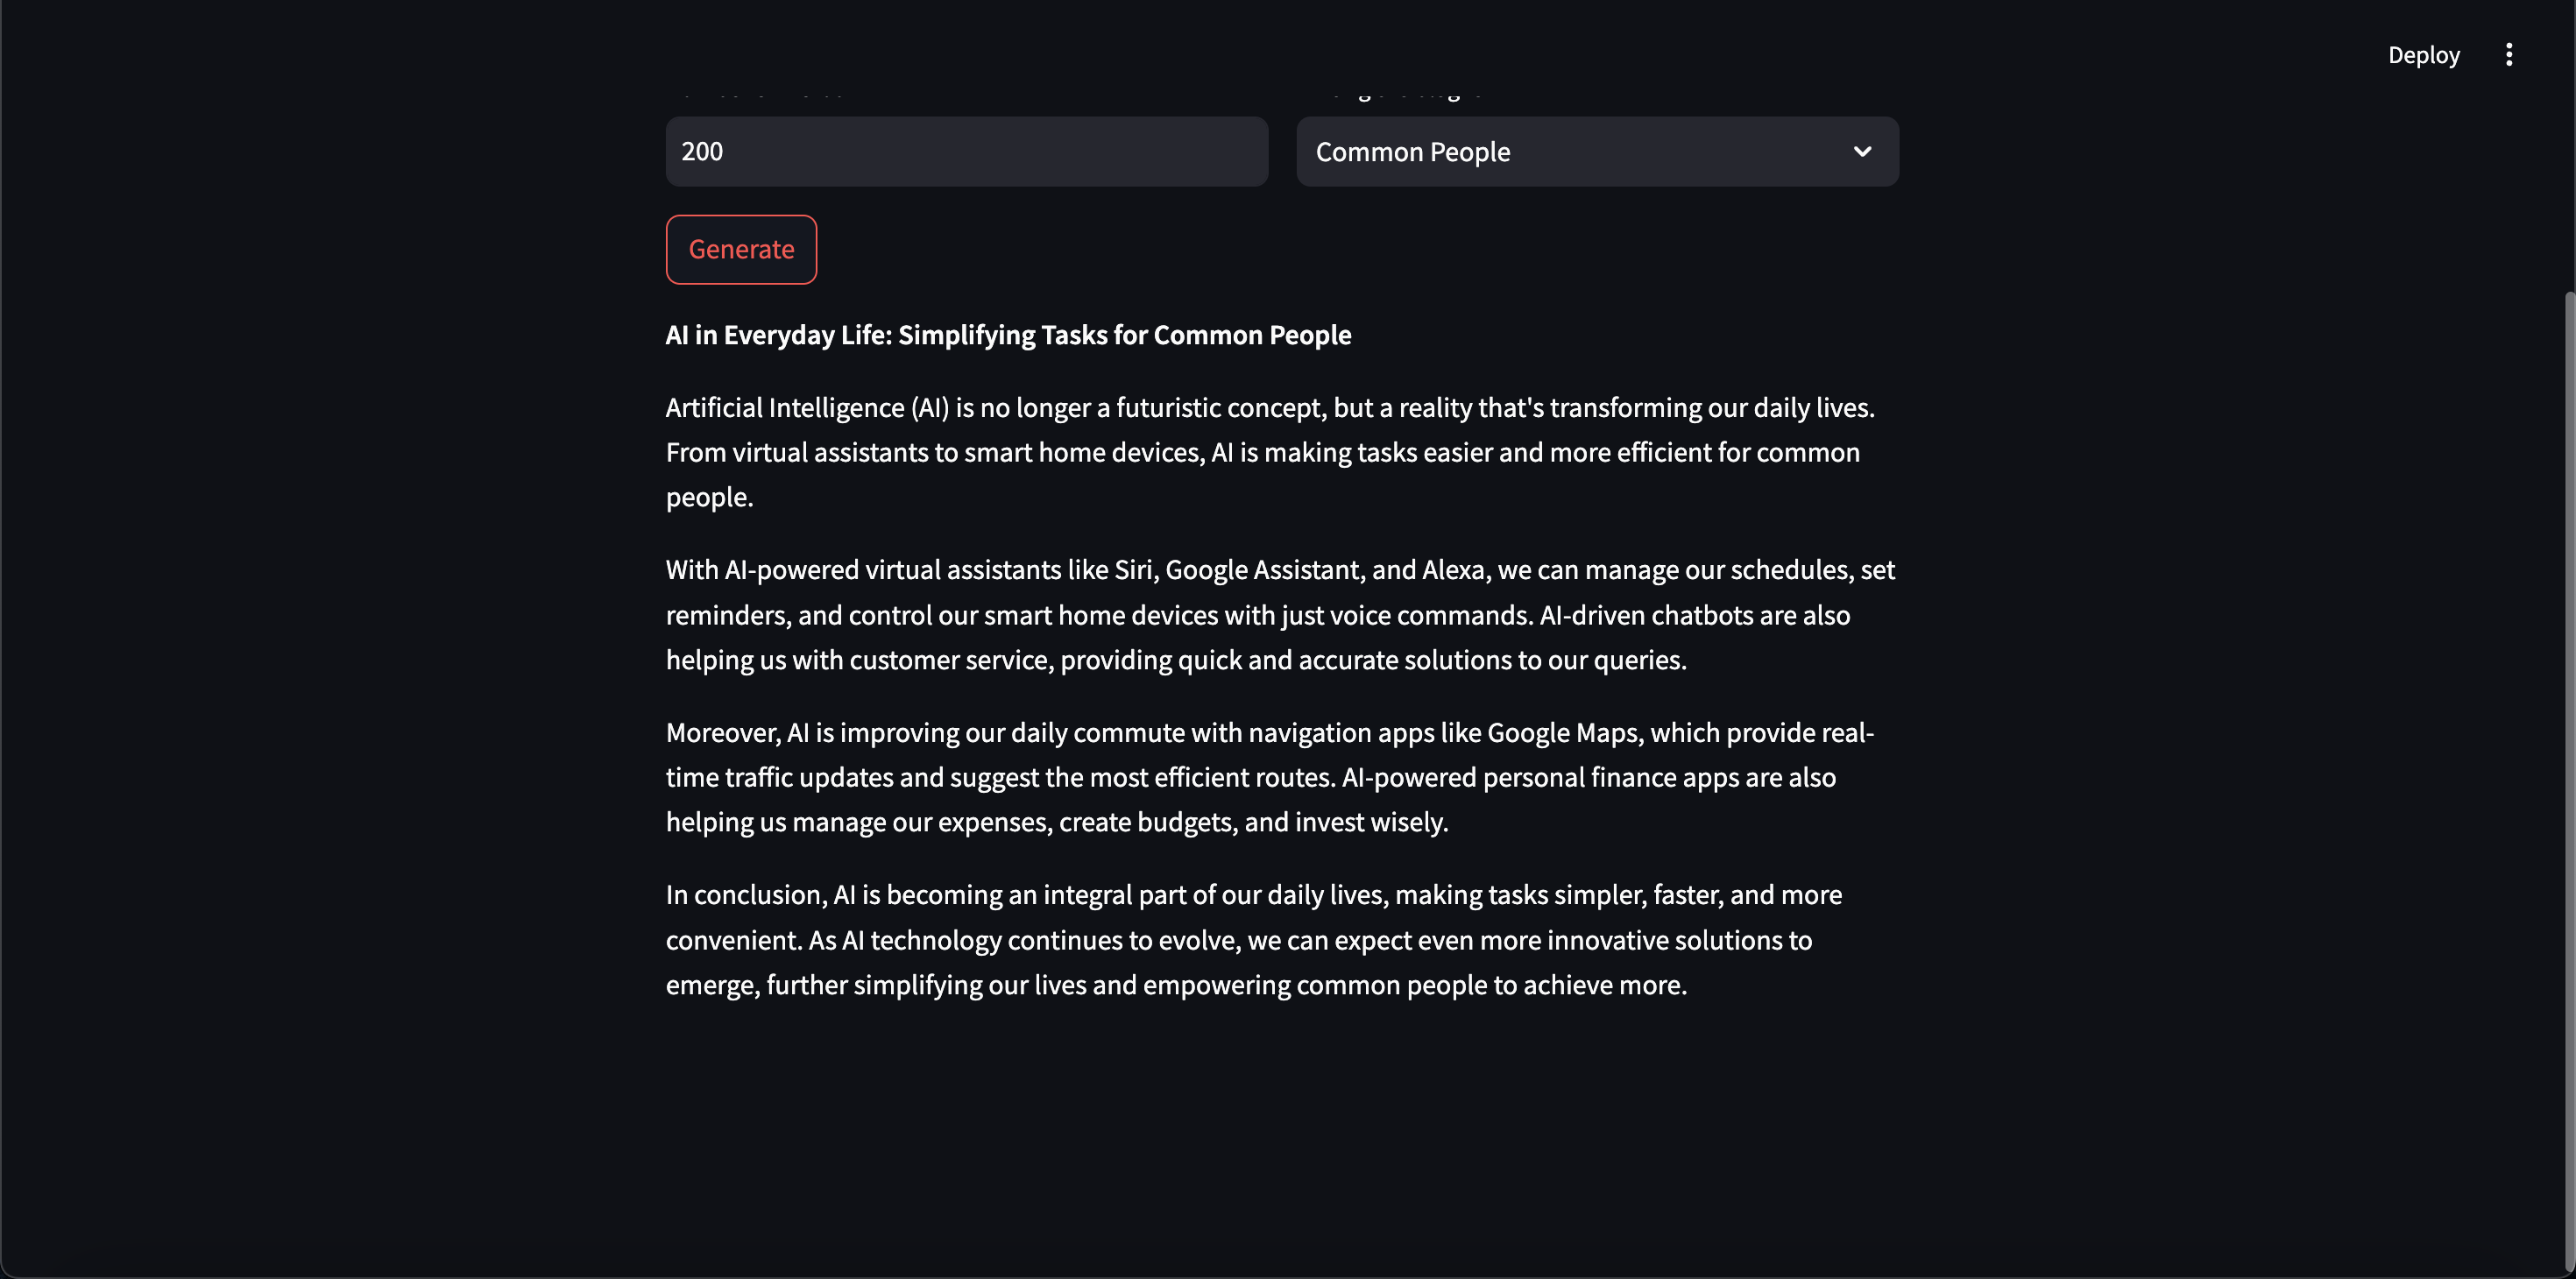 Deploy
200
Common People
Generate
AI in Everyday Life: Simplifying Tasks for Common People
Artificial Intelligence (AI) is no longer a futuristic concept, but a reality that's transforming our daily lives.
From virtual assistants to smart home devices, AI is making tasks easier and more efficient for common
people.
With AI-powered virtual assistants like Siri, Google Assistant, and Alexa, we can manage our schedules, set
reminders, and control our smart home devices with just voice commands. AI-driven chatbots are also
helping us with customer service, providing quick and accurate solutions to our queries.
Moreover, AI is improving our daily commute with navigation apps like Google Maps, which provide real-
time traffic updates and suggest the most efficient routes. AI-powered personal finance apps are also
helping us manage our expenses, create budgets, and invest wisely.
In conclusion, AI is becoming an integral part of our daily lives, making tasks simpler, faster, and more
convenient. As AI technology continues to evolve, we can expect even more innovative solutions to
emerge, further simplifying our lives and empowering common people to achieve more.